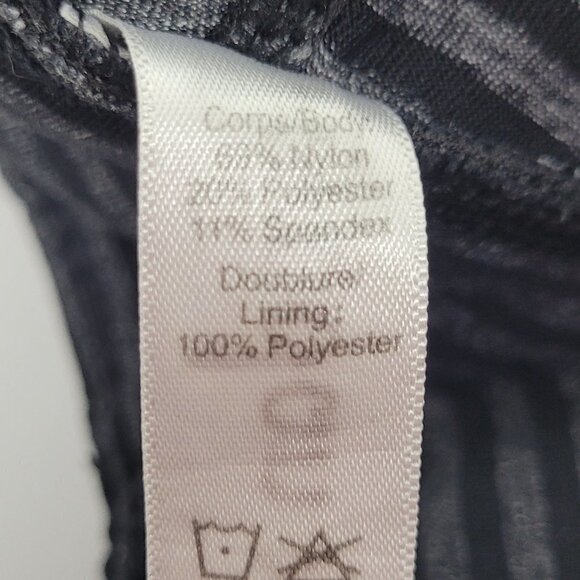 Corps/Body:
Nylon
20% Polyester
11% Spandex
Doublure/
Lining:
100% Polyester